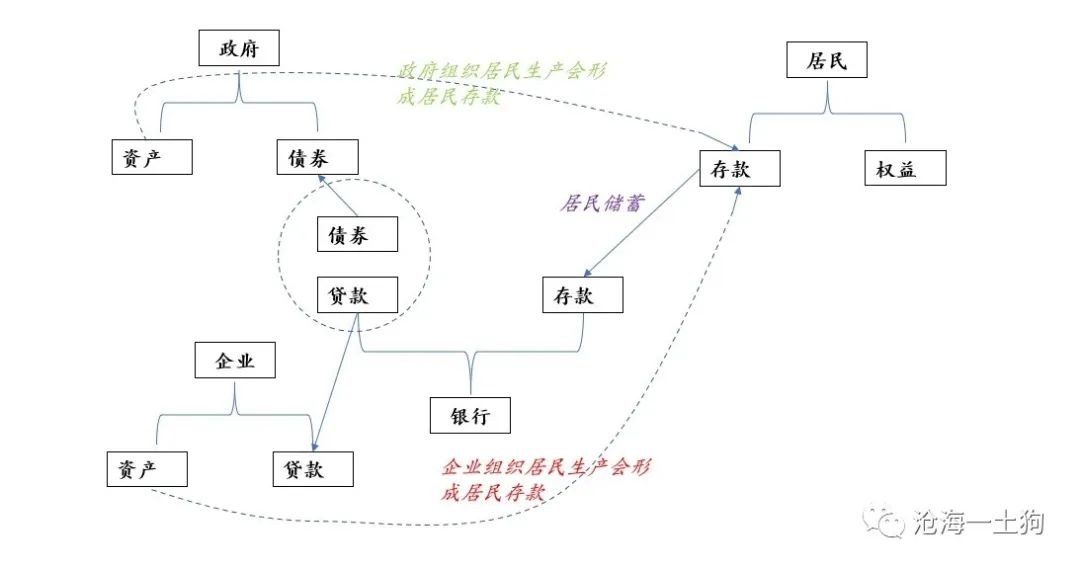 政府
居民
政府组织居民生产会形
成居民存款
资产
债券
存款
权益
居民储蓄
债券
贷款
存款
企业
银行
资产
贷款
企业组织居民生产会形
成居民存款
沧海一土狗